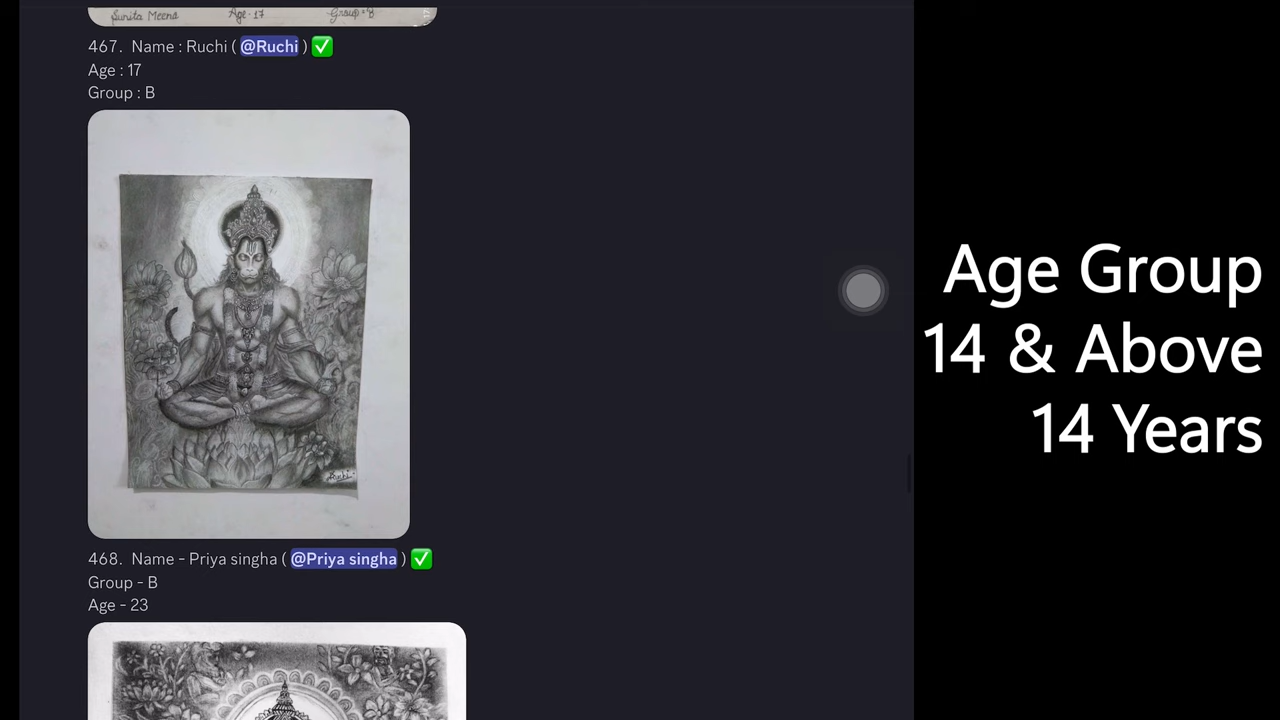 Sunita Meena Age - 17 Group = B
467. Name : Ruchi ( @Ruchi ) ✅
Age : 17
Group : B
468. Name - Priya singha ( @Priya singha ) ✅
Group - B
Age - 23
Age Group
14 & Above
14 Years